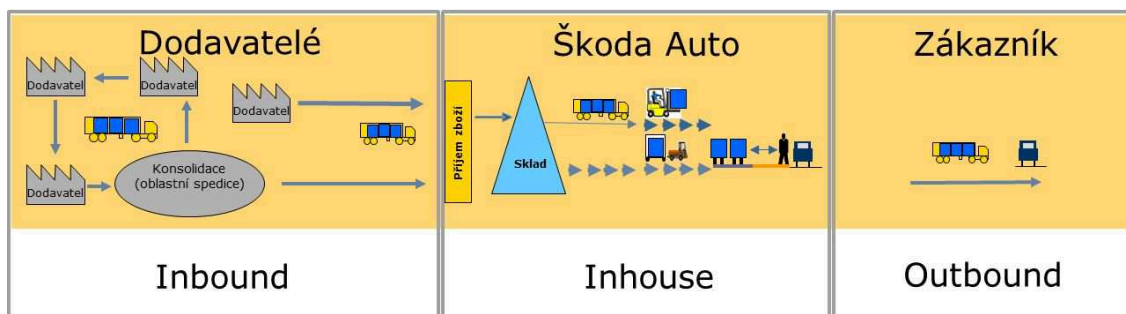 Dodavatelé
Dodavatel
Dodavatel
Dodavatel
Dodavatel
Konsolidace
(oblastní spedice)
Inbound
Škoda Auto
Příjem zboží
Sklad
Inhouse
Zákazník
Outbound